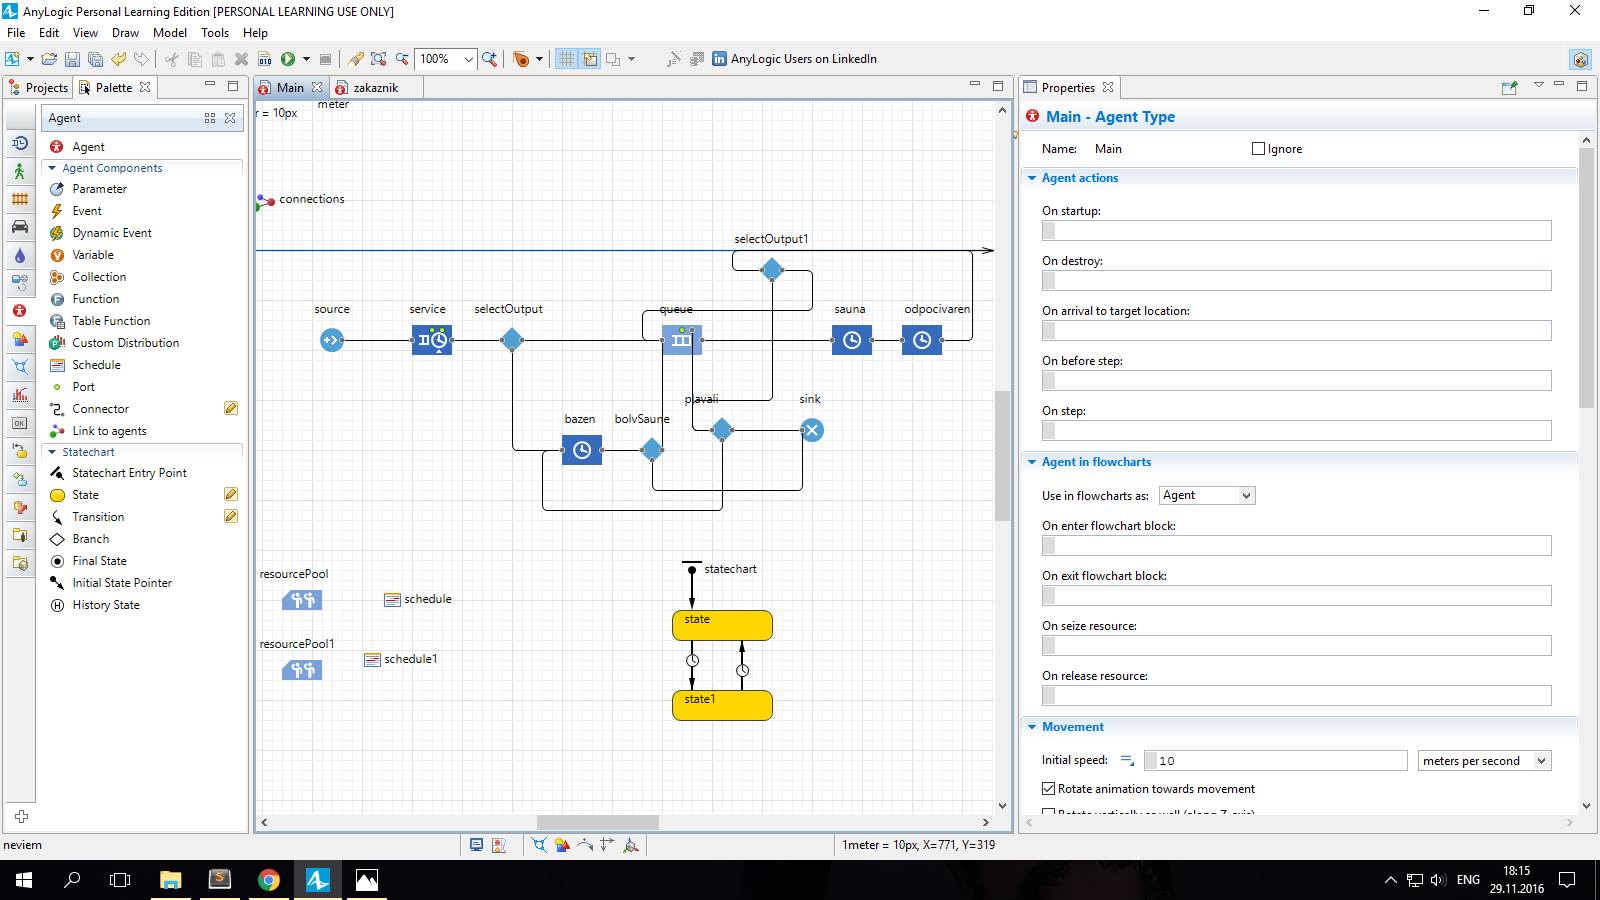 AnyLogic Personal Learning Edition [PERSONAL LEARNING USE ONLY]
File Edit View Draw Model Tools Help
100%
AnyLogic Users on LinkedIn
Projects
Palette
Agent
Agent
Agent Components
Parameter
Event
Dynamic Event
Variable
Collection
Function
Table Function
Custom Distribution
Schedule
Port
Connector
Link to agents
Statechart
Statechart Entry Point
State
Transition
Branch
Final State
Initial State Pointer
History State
Main
zakaznik
meter
r = 10px
connections
selectOutput1
source
service
selectOutput
queue
sauna
odpocivaren
bazen
bolvSaune
plavali
sink
resourcePool
schedule
resourcePool1
schedule1
statechart
state
state1
Properties
Main - Agent Type
Name: Main
Ignore
Agent actions
On startup:
On destroy:
On arrival to target location:
On before step:
On step:
Agent in flowcharts
Use in flowcharts as: Agent
On enter flowchart block:
On exit flowchart block:
On seize resource:
On release resource:
Movement
Initial speed: 10 meters per second
Rotate animation towards movement
neviem
1meter = 10px, X=771, Y=319
ENG
18:15
29.11.2016